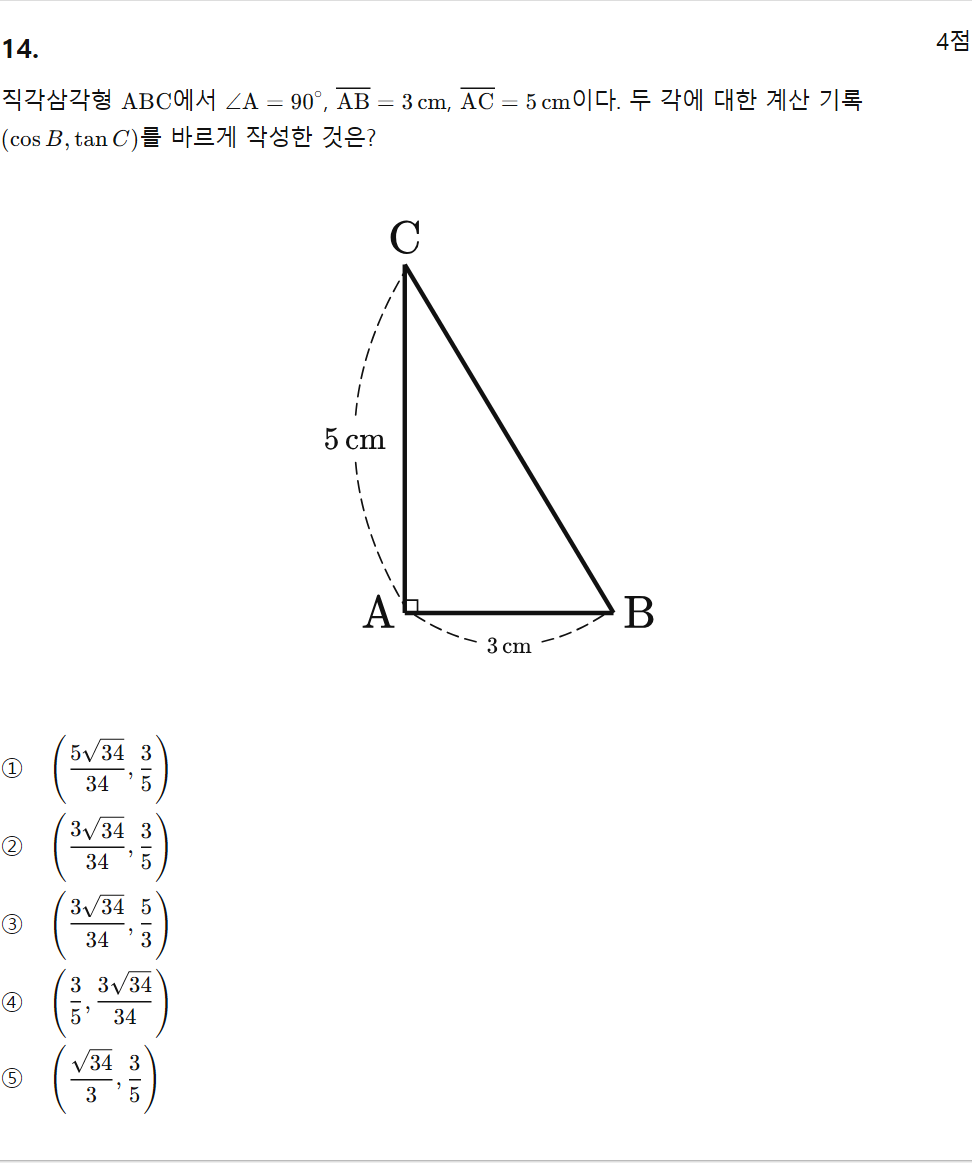 14.
4점
직각삼각형 ABC에서 ∠A = 90°, A̅B̅ = 3 cm, A̅C̅ = 5 cm이다. 두 각에 대한 계산 기록
(cos B, tan C)를 바르게 작성한 것은?
C
5 cm
A
B
3 cm
① (5√34/34, 3/5)
② (3√34/34, 3/5)
③ (3√34/34, 5/3)
④ (3/5, 3√34/34)
⑤ (√34/3, 3/5)